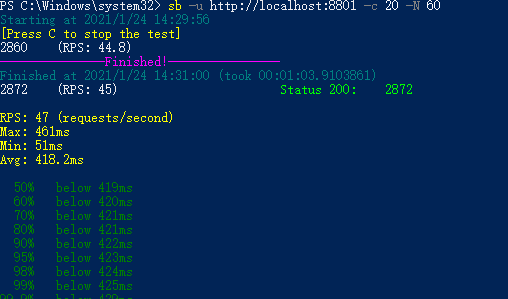 PS C:\Windows\system32> sb -u http://localhost:8801 -c 20 -N 60
Starting at 2021/1/24 14:29:56
[Press C to stop the test]
2860 (RPS: 44.8)
Finished!
Finished at 2021/1/24 14:31:00 (took 00:01:03.9103861)
2872 (RPS: 45) Status 200: 2872
RPS: 47 (requests/second)
Max: 461ms
Min: 51ms
Avg: 418.2ms
50% below 419ms
60% below 420ms
70% below 421ms
80% below 421ms
90% below 422ms
95% below 423ms
98% below 424ms
99% below 425ms